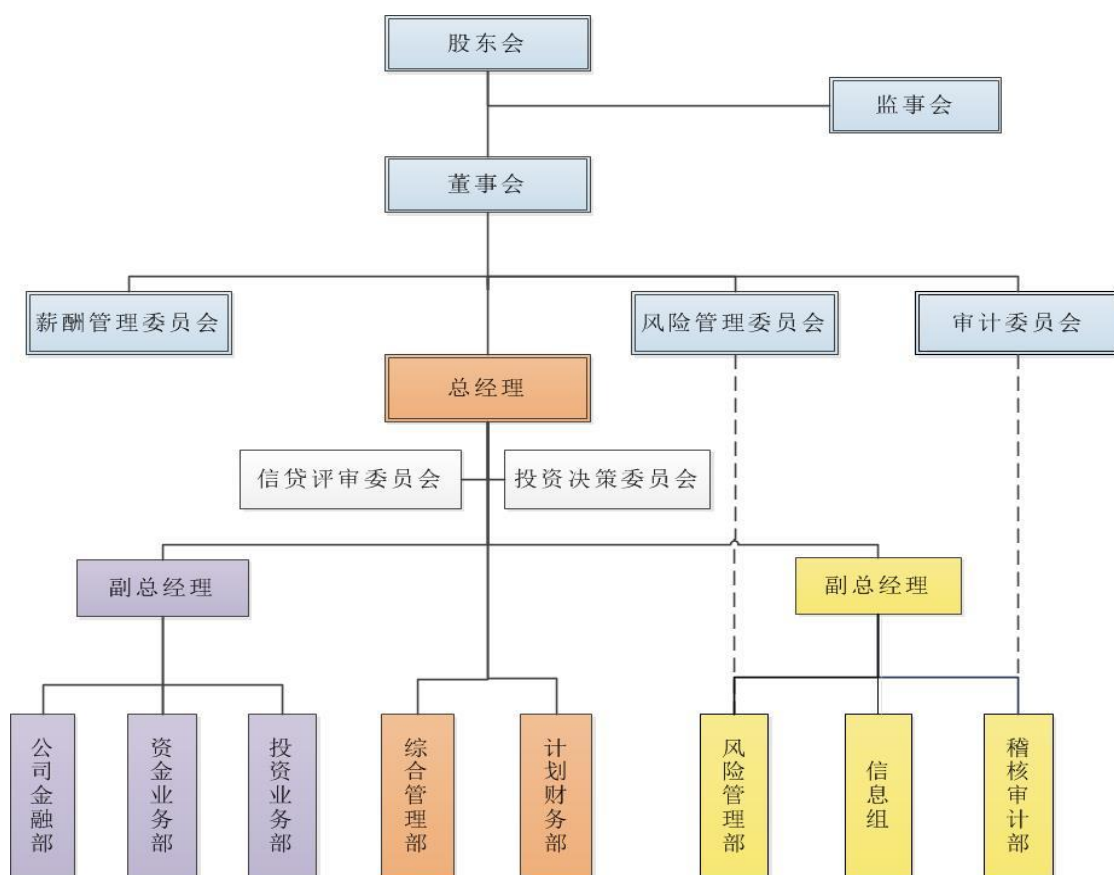 股东会
监事会
董事会
薪酬管理委员会
风险管理委员会
审计委员会
总经理
信贷评审委员会
投资决策委员会
副总经理
副总经理
公司金融部
资金业务部
投资业务部
综合管理部
计划财务部
风险管理部
信息组
稽核审计部